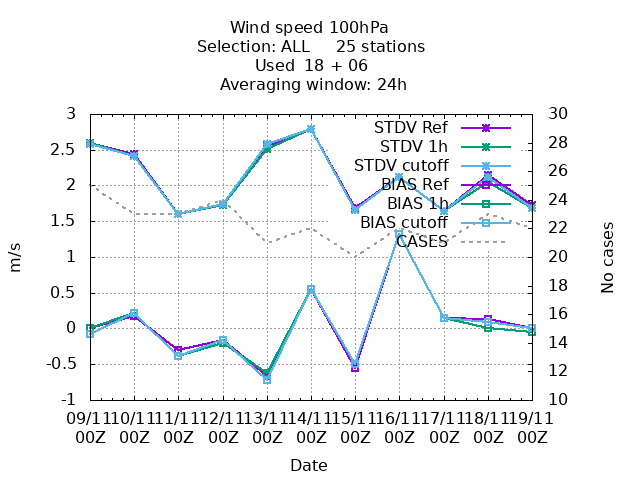 Wind speed 100hPa
Selection: ALL 25 stations
Used 18 + 06
Averaging window: 24h
3
2.5
2
1.5
1
0.5
0
-0.5
-1
m/s
30
28
26
24
22
20
18
16
14
12
10
No cases
STDV Ref
STDV 1h
STDV cutoff
BIAS Ref
BIAS 1h
BIAS cutoff
CASES
09/11 10/11 11/11 12/11 13/11 14/11 15/11 16/11 17/11 18/11 19/11
00Z 00Z 00Z 00Z 00Z 00Z 00Z 00Z 00Z 00Z 00Z
Date